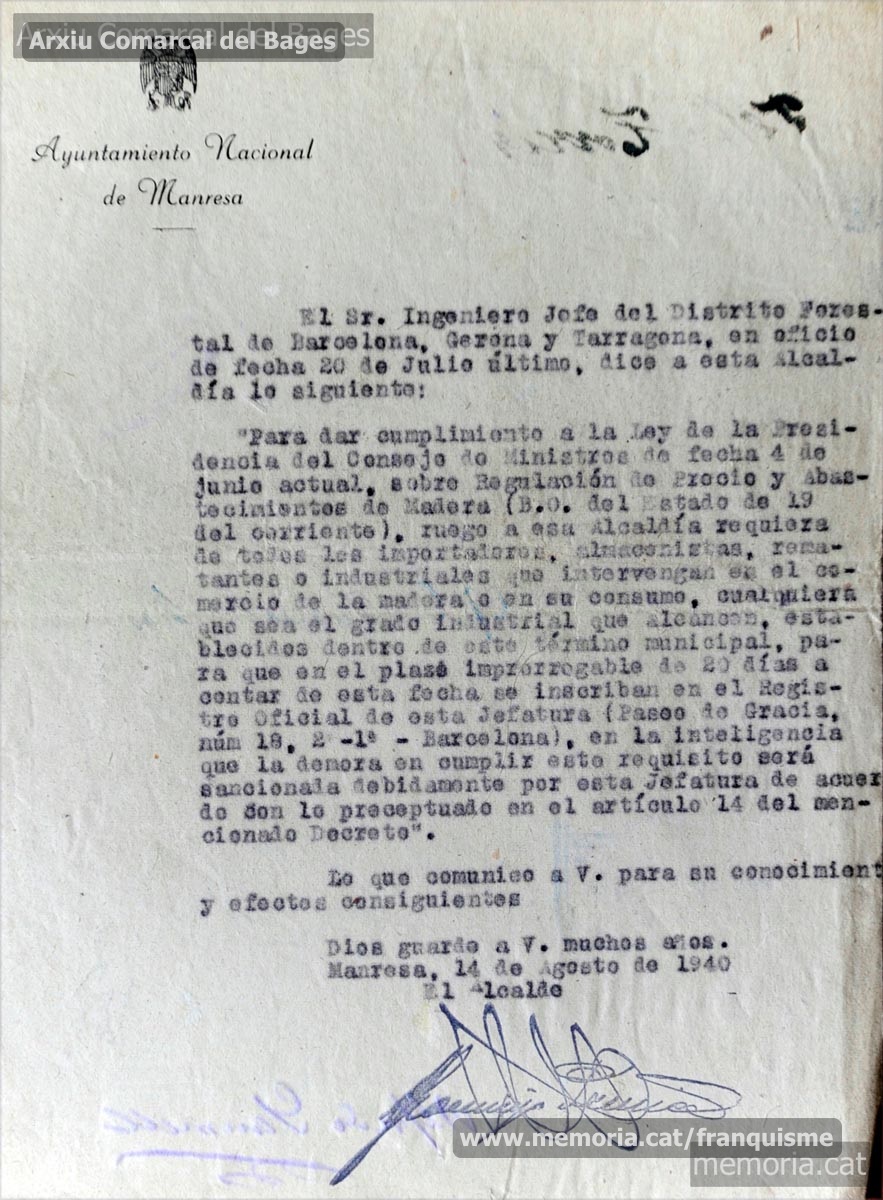 Arxiu Comarcal del Bages
Arxiu Comarcal del Bages
Ayuntamiento Nacional
de Manresa
El Sr. Ingeniero Jefe del Distrito Fores-
tal de Barcelona, Gerona y Tarragona, en oficio
de fecha 20 de Julio último, dice a esta Alcal-
día lo siguiente:
"Para dar cumplimiento a la Ley de la Presi-
dencia del Consejo de Ministros de fecha 4 de
junio actual, sobre Regulación de Precio y Abas-
tecimientos de Madera (B.O. del Estado de 19
del corriente), ruego a esa Alcaldía requiera
de todos los importadores, almacenistas, rema-
tantes o industriales que intervengan en el co-
mercio de la madera o en su consumo, cualquiera
que sea el grado industrial que alcancen, esta-
blecidos dentro de este término municipal, pa-
ra que en el plazo improrrogable de 20 días a
contar de esta fecha se inscriban en el Regis-
tro Oficial de esta Jefatura (Paseo de Gracia,
núm 18, 2 -1ª - Barcelona), en la inteligencia
que la demora en cumplir este requisito será
sancionada debidamente por esta Jefatura de acuer
do con lo preceptuado en el artículo 14 del men-
cionado Decreto".
Lo que comunico a V. para su conocimient
y efectos consiguientes
Dios guarde a V. muchos años.
Manresa, 14 de Agosto de 1940
El Alcalde
www.memoria.cat/franquisme
memoria.cat